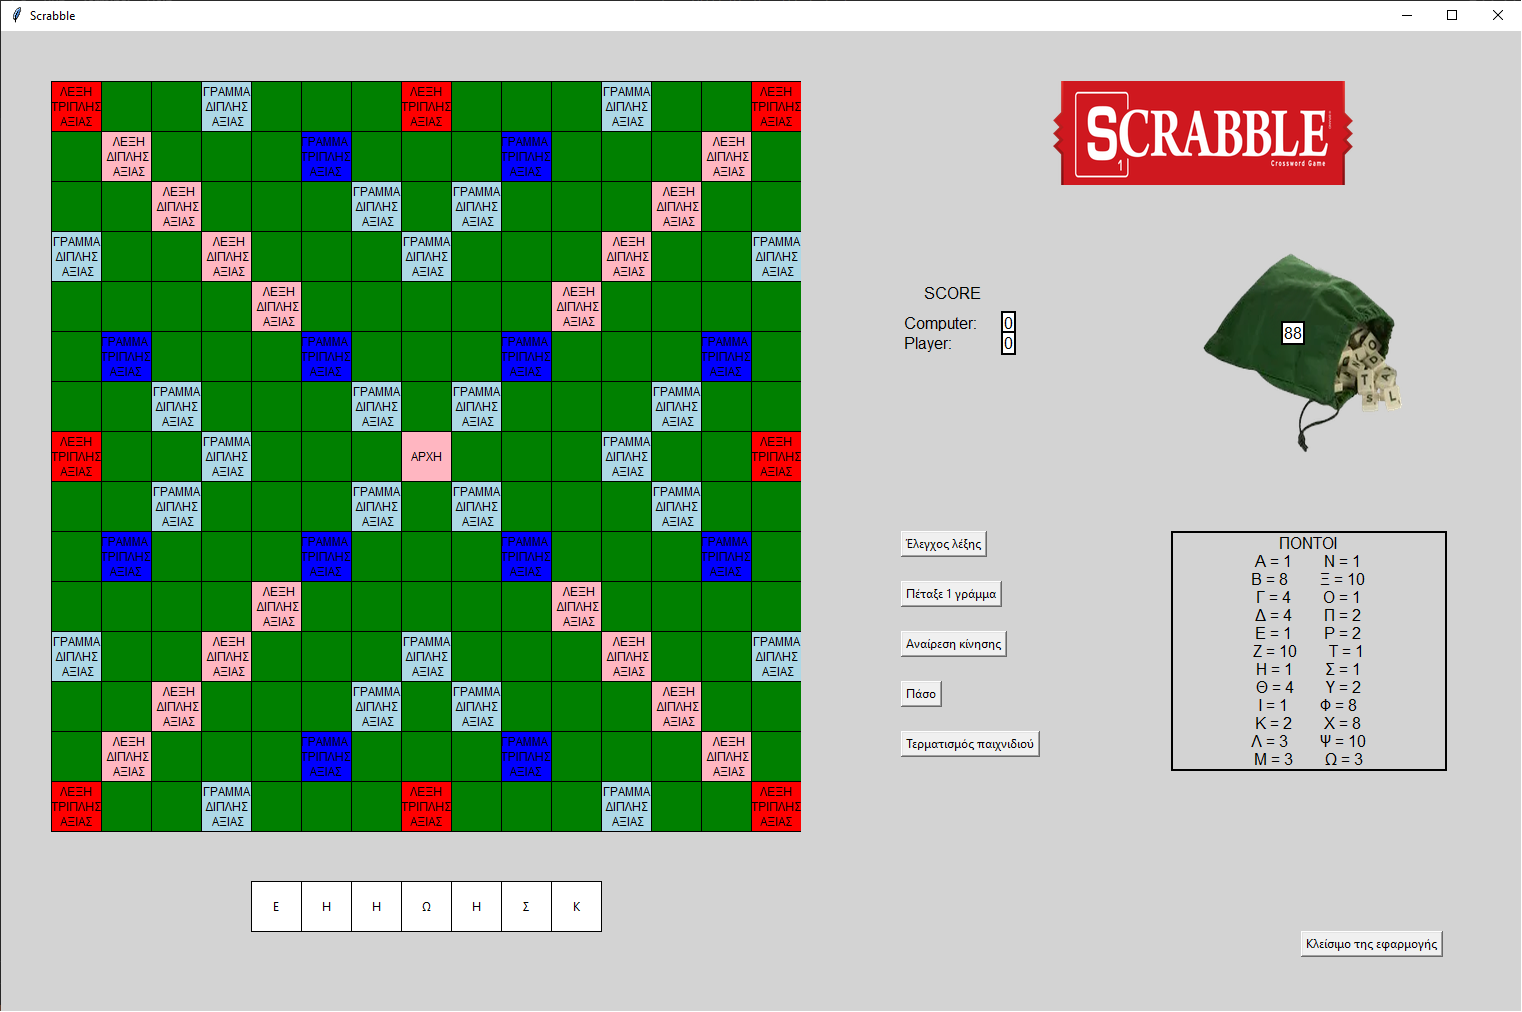 Scrabble
ΛΕΞΗ ΓΡΑΜΜΑ ΛΕΞΗ ΓΡΑΜΜΑ ΛΕΞΗ
ΤΡΙΠΛΗΣ ΔΙΠΛΗΣ ΤΡΙΠΛΗΣ ΔΙΠΛΗΣ ΤΡΙΠΛΗΣ
ΑΞΙΑΣ ΑΞΙΑΣ ΑΞΙΑΣ ΑΞΙΑΣ ΑΞΙΑΣ
ΛΕΞΗ ΓΡΑΜΜΑ ΓΡΑΜΜΑ ΛΕΞΗ
ΔΙΠΛΗΣ ΤΡΙΠΛΗΣ ΤΡΙΠΛΗΣ ΔΙΠΛΗΣ
ΑΞΙΑΣ ΑΞΙΑΣ ΑΞΙΑΣ ΑΞΙΑΣ
ΛΕΞΗ ΓΡΑΜΜΑ ΓΡΑΜΜΑ ΛΕΞΗ
ΔΙΠΛΗΣ ΔΙΠΛΗΣ ΔΙΠΛΗΣ ΔΙΠΛΗΣ
ΑΞΙΑΣ ΑΞΙΑΣ ΑΞΙΑΣ ΑΞΙΑΣ
ΓΡΑΜΜΑ ΛΕΞΗ ΓΡΑΜΜΑ ΛΕΞΗ ΓΡΑΜΜΑ
ΔΙΠΛΗΣ ΔΙΠΛΗΣ ΔΙΠΛΗΣ ΔΙΠΛΗΣ ΔΙΠΛΗΣ
ΑΞΙΑΣ ΑΞΙΑΣ ΑΞΙΑΣ ΑΞΙΑΣ ΑΞΙΑΣ
ΛΕΞΗ ΛΕΞΗ
ΔΙΠΛΗΣ ΔΙΠΛΗΣ
ΑΞΙΑΣ ΑΞΙΑΣ
ΓΡΑΜΜΑ ΓΡΑΜΜΑ ΓΡΑΜΜΑ ΓΡΑΜΜΑ
ΤΡΙΠΛΗΣ ΤΡΙΠΛΗΣ ΤΡΙΠΛΗΣ ΤΡΙΠΛΗΣ
ΑΞΙΑΣ ΑΞΙΑΣ ΑΞΙΑΣ ΑΞΙΑΣ
ΓΡΑΜΜΑ ΓΡΑΜΜΑ ΓΡΑΜΜΑ ΓΡΑΜΜΑ
ΔΙΠΛΗΣ ΔΙΠΛΗΣ ΔΙΠΛΗΣ ΔΙΠΛΗΣ
ΑΞΙΑΣ ΑΞΙΑΣ ΑΞΙΑΣ ΑΞΙΑΣ
ΛΕΞΗ ΓΡΑΜΜΑ ΓΡΑΜΜΑ ΛΕΞΗ
ΤΡΙΠΛΗΣ ΔΙΠΛΗΣ ΑΡΧΗ ΔΙΠΛΗΣ ΤΡΙΠΛΗΣ
ΑΞΙΑΣ ΑΞΙΑΣ ΑΞΙΑΣ ΑΞΙΑΣ
ΓΡΑΜΜΑ ΓΡΑΜΜΑ ΓΡΑΜΜΑ ΓΡΑΜΜΑ
ΔΙΠΛΗΣ ΔΙΠΛΗΣ ΔΙΠΛΗΣ ΔΙΠΛΗΣ
ΑΞΙΑΣ ΑΞΙΑΣ ΑΞΙΑΣ ΑΞΙΑΣ
ΓΡΑΜΜΑ ΓΡΑΜΜΑ ΓΡΑΜΜΑ ΓΡΑΜΜΑ
ΤΡΙΠΛΗΣ ΤΡΙΠΛΗΣ ΤΡΙΠΛΗΣ ΤΡΙΠΛΗΣ
ΑΞΙΑΣ ΑΞΙΑΣ ΑΞΙΑΣ ΑΞΙΑΣ
ΛΕΞΗ ΛΕΞΗ
ΔΙΠΛΗΣ ΔΙΠΛΗΣ
ΑΞΙΑΣ ΑΞΙΑΣ
ΓΡΑΜΜΑ ΛΕΞΗ ΓΡΑΜΜΑ ΛΕΞΗ ΓΡΑΜΜΑ
ΔΙΠΛΗΣ ΔΙΠΛΗΣ ΔΙΠΛΗΣ ΔΙΠΛΗΣ ΔΙΠΛΗΣ
ΑΞΙΑΣ ΑΞΙΑΣ ΑΞΙΑΣ ΑΞΙΑΣ ΑΞΙΑΣ
ΛΕΞΗ ΓΡΑΜΜΑ ΓΡΑΜΜΑ ΛΕΞΗ
ΔΙΠΛΗΣ ΔΙΠΛΗΣ ΔΙΠΛΗΣ ΔΙΠΛΗΣ
ΑΞΙΑΣ ΑΞΙΑΣ ΑΞΙΑΣ ΑΞΙΑΣ
ΛΕΞΗ ΓΡΑΜΜΑ ΓΡΑΜΜΑ ΛΕΞΗ
ΔΙΠΛΗΣ ΤΡΙΠΛΗΣ ΤΡΙΠΛΗΣ ΔΙΠΛΗΣ
ΑΞΙΑΣ ΑΞΙΑΣ ΑΞΙΑΣ ΑΞΙΑΣ
ΛΕΞΗ ΓΡΑΜΜΑ ΛΕΞΗ ΓΡΑΜΜΑ ΛΕΞΗ
ΤΡΙΠΛΗΣ ΔΙΠΛΗΣ ΤΡΙΠΛΗΣ ΔΙΠΛΗΣ ΤΡΙΠΛΗΣ
ΑΞΙΑΣ ΑΞΙΑΣ ΑΞΙΑΣ ΑΞΙΑΣ ΑΞΙΑΣ
Ε Η Η Ω Η Σ Κ
SCRABBLE
1
Crossword Game
SCORE
Computer: 0
Player: 0
88
Έλεγχος λέξης
Πέταξε 1 γράμμα
Αναίρεση κίνησης
Πάσο
Τερματισμός παιχνιδιού
ΠΟΝΤΟΙ
Α = 1 Ν = 1
Β = 8 Ξ = 10
Γ = 4 Ο = 1
Δ = 4 Π = 2
Ε = 1 Ρ = 2
Ζ = 10 Τ = 1
Η = 1 Σ = 1
Θ = 4 Υ = 2
Ι = 1 Φ = 8
Κ = 2 Χ = 8
Λ = 3 Ψ = 10
Μ = 3 Ω = 3
Κλείσιμο της εφαρμογής